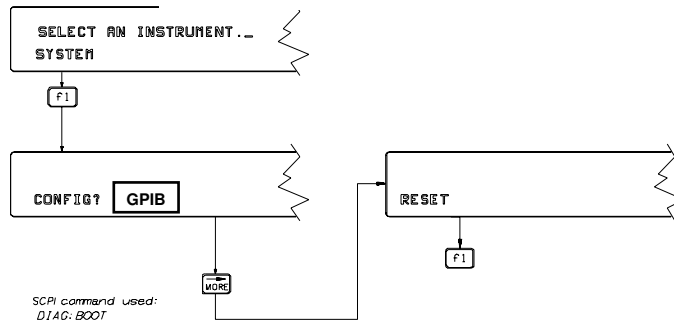 SELECT AN INSTRUMENT._
SYSTEM
f1
CONFIG? GPIB
RESET
f1
MORE
SCPI command used:
DIAG:BOOT